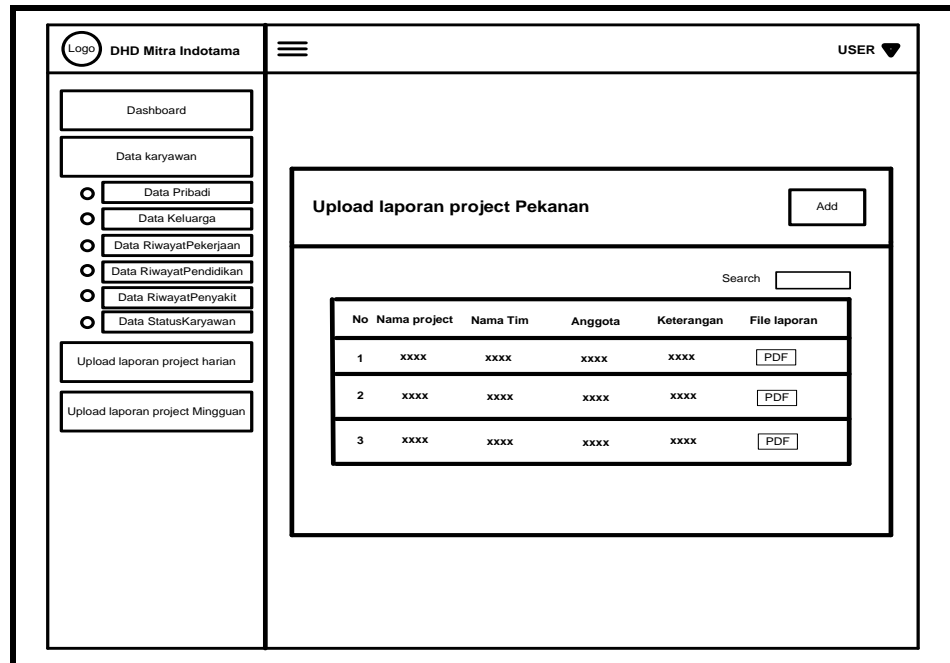 Logo DHD Mitra Indotama
USER
Dashboard
Data karyawan
Data Pribadi
Data Keluarga
Data RiwayatPekerjaan
Data RiwayatPendidikan
Data RiwayatPenyakit
Data StatusKaryawan
Upload laporan project harian
Upload laporan project Mingguan
Upload laporan project Pekanan
Add
Search
No Nama project Nama Tim Anggota Keterangan File laporan
1 xxxx xxxx xxxx xxxx PDF
2 xxxx xxxx xxxx xxxx PDF
3 xxxx xxxx xxxx xxxx PDF